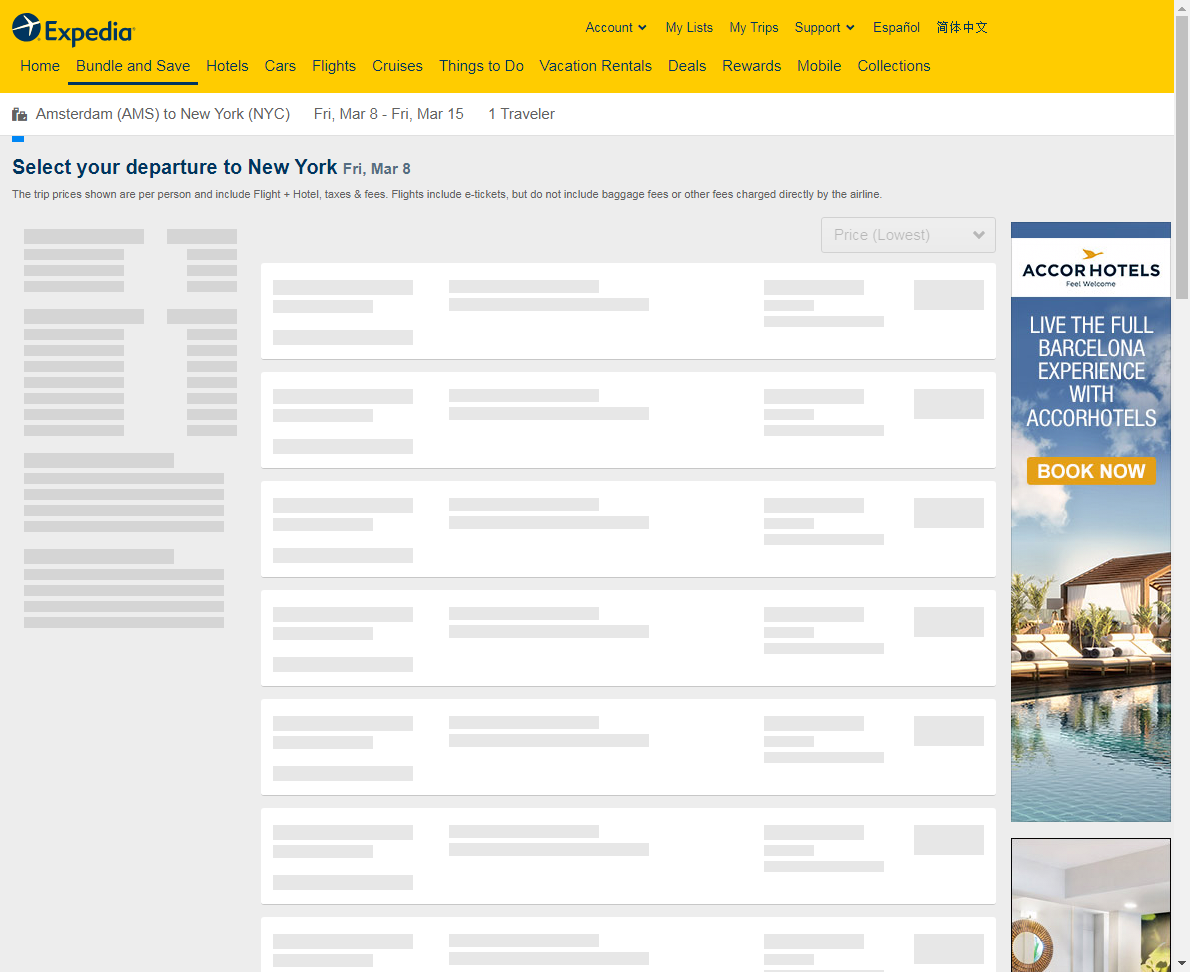 Expedia
Account My Lists My Trips Support Español 简体中文
Home Bundle and Save Hotels Cars Flights Cruises Things to Do Vacation Rentals Deals Rewards Mobile Collections
Amsterdam (AMS) to New York (NYC) Fri, Mar 8 - Fri, Mar 15 1 Traveler
Select your departure to New York Fri, Mar 8
The trip prices shown are per person and include Flight + Hotel, taxes & fees. Flights include e-tickets, but do not include baggage fees or other fees charged directly by the airline.
Price (Lowest)
ACCORHOTELS
Feel Welcome
LIVE THE FULL
BARCELONA
EXPERIENCE
WITH
ACCORHOTELS
BOOK NOW